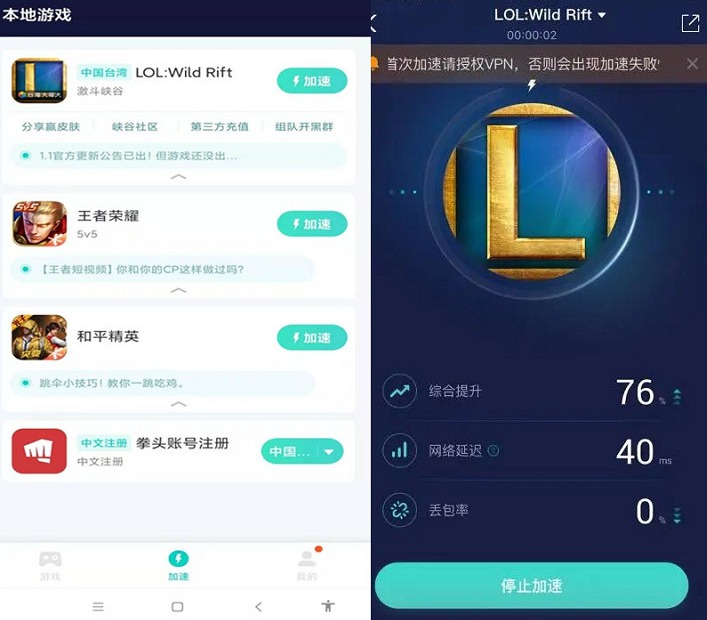 本地游戏
中国台湾 LOL:Wild Rift
激斗峡谷
加速
分享赢皮肤 峡谷社区 第三方充值 组队开黑群
1.1官方更新公告已出！但游戏还没出...
5v5
王者荣耀
5v5
加速
【王者短视频】你和你的CP这样做过吗？
和平精英
加速
跳伞小技巧！教你一跳吃鸡。
中文注册 拳头账号注册
中文注册
中国...
游戏 加速 我的
LOL:Wild Rift
00:00:02
首次加速请授权VPN，否则会出现加速失败
L
综合提升 76 %
网络延迟 ? 40 ms
丢包率 0 %
停止加速